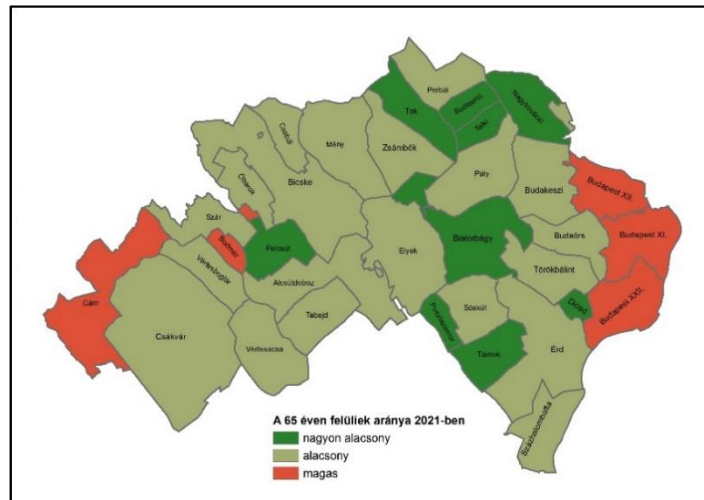 Perbál
Nagykovácsi
Tök
Budajenő
Telki
Csabdi
Mány
Zsámbék
Óbarok
Bicske
Páty
Budakeszi
Budapest XII.
Szár
Bodmér
Felcsút
Etyek
Biatorbágy
Budaörs
Budapest XI.
Vértesboglár
Törökbálint
Alcsútdoboz
Gánt
Tabajd
Sóskút
Diósd
Budapest XXII.
Csákvár
Pusztazámor
Vértesacsa
Tárnok
Érd
Százhalombatta
A 65 éven felüliek aránya 2021-ben
nagyon alacsony
alacsony
magas